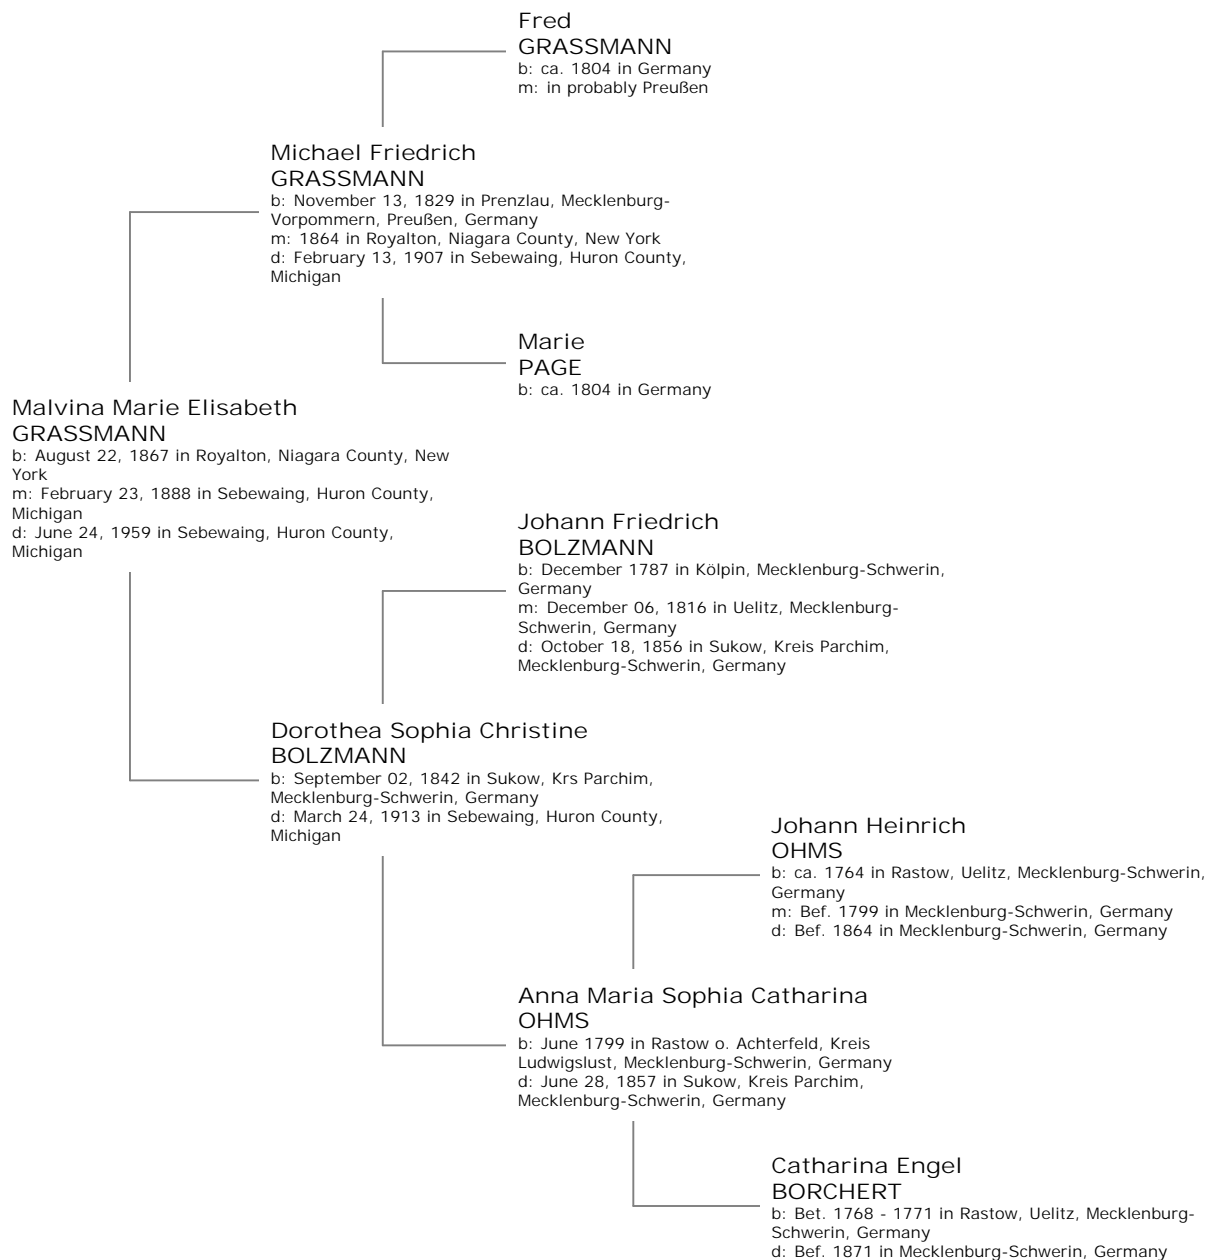 Fred
GRASSMANN
b: ca. 1804 in Germany
m: in probably Preußen
Michael Friedrich
GRASSMANN
b: November 13, 1829 in Prenzlau, Mecklenburg-
Vorpommern, Preußen, Germany
m: 1864 in Royalton, Niagara County, New York
d: February 13, 1907 in Sebewaing, Huron County,
Michigan
Marie
PAGE
b: ca. 1804 in Germany
Malvina Marie Elisabeth
GRASSMANN
b: August 22, 1867 in Royalton, Niagara County, New
York
m: February 23, 1888 in Sebewaing, Huron County,
Michigan
d: June 24, 1959 in Sebewaing, Huron County,
Michigan
Johann Friedrich
BOLZMANN
b: December 1787 in Kölpin, Mecklenburg-Schwerin,
Germany
m: December 06, 1816 in Uelitz, Mecklenburg-
Schwerin, Germany
d: October 18, 1856 in Sukow, Kreis Parchim,
Mecklenburg-Schwerin, Germany
Dorothea Sophia Christine
BOLZMANN
b: September 02, 1842 in Sukow, Krs Parchim,
Mecklenburg-Schwerin, Germany
d: March 24, 1913 in Sebewaing, Huron County,
Michigan
Johann Heinrich
OHMS
b: ca. 1764 in Rastow, Uelitz, Mecklenburg-Schwerin,
Germany
m: Bef. 1799 in Mecklenburg-Schwerin, Germany
d: Bef. 1864 in Mecklenburg-Schwerin, Germany
Anna Maria Sophia Catharina
OHMS
b: June 1799 in Rastow o. Achterfeld, Kreis
Ludwigslust, Mecklenburg-Schwerin, Germany
d: June 28, 1857 in Sukow, Kreis Parchim,
Mecklenburg-Schwerin, Germany
Catharina Engel
BORCHERT
b: Bet. 1768 - 1771 in Rastow, Uelitz, Mecklenburg-
Schwerin, Germany
d: Bef. 1871 in Mecklenburg-Schwerin, Germany